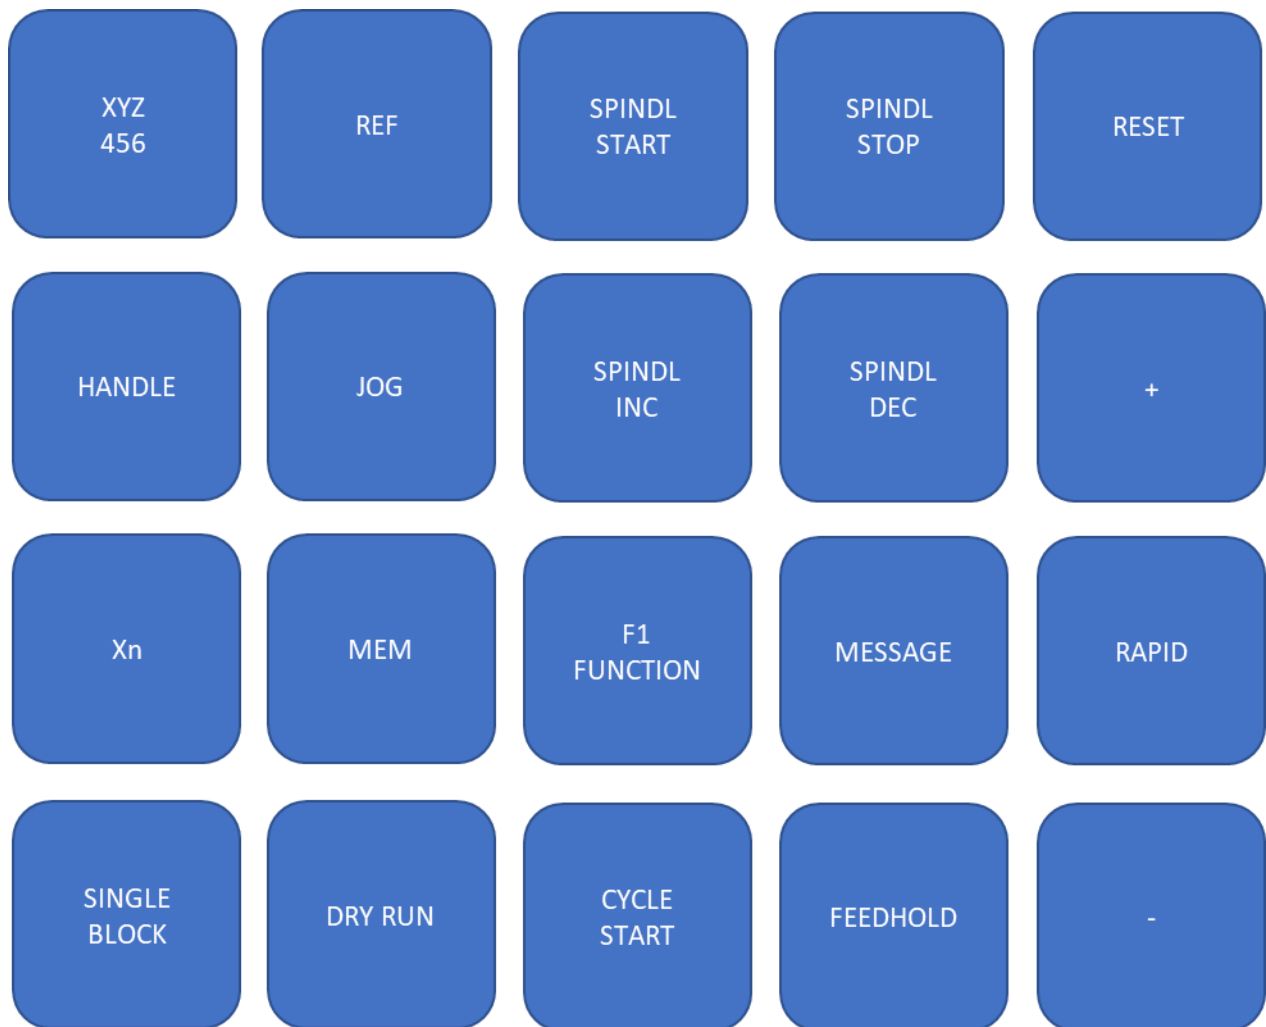 XYZ
456
REF
SPINDL
START
SPINDL
STOP
RESET
HANDLE
JOG
SPINDL
INC
SPINDL
DEC
+
Xn
MEM
F1
FUNCTION
MESSAGE
RAPID
SINGLE
BLOCK
DRY RUN
CYCLE
START
FEEDHOLD
-